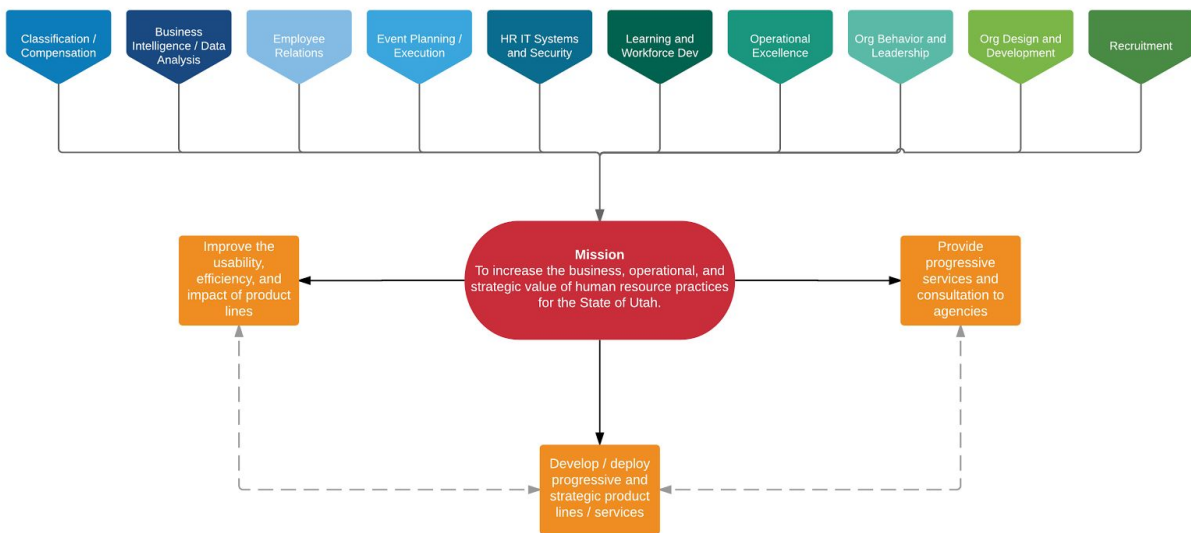 Classification /
Compensation
Business
Intelligence / Data
Analysis
Employee
Relations
Event Planning /
Execution
HR IT Systems
and Security
Learning and
Workforce Dev
Operational
Excellence
Org Behavior and
Leadership
Org Design and
Development
Recruitment
Mission
To increase the business, operational, and
strategic value of human resource practices
for the State of Utah.
Improve the
usability,
efficiency, and
impact of product
lines
Provide
progressive
services and
consultation to
agencies
Develop / deploy
progressive and
strategic product
lines / services